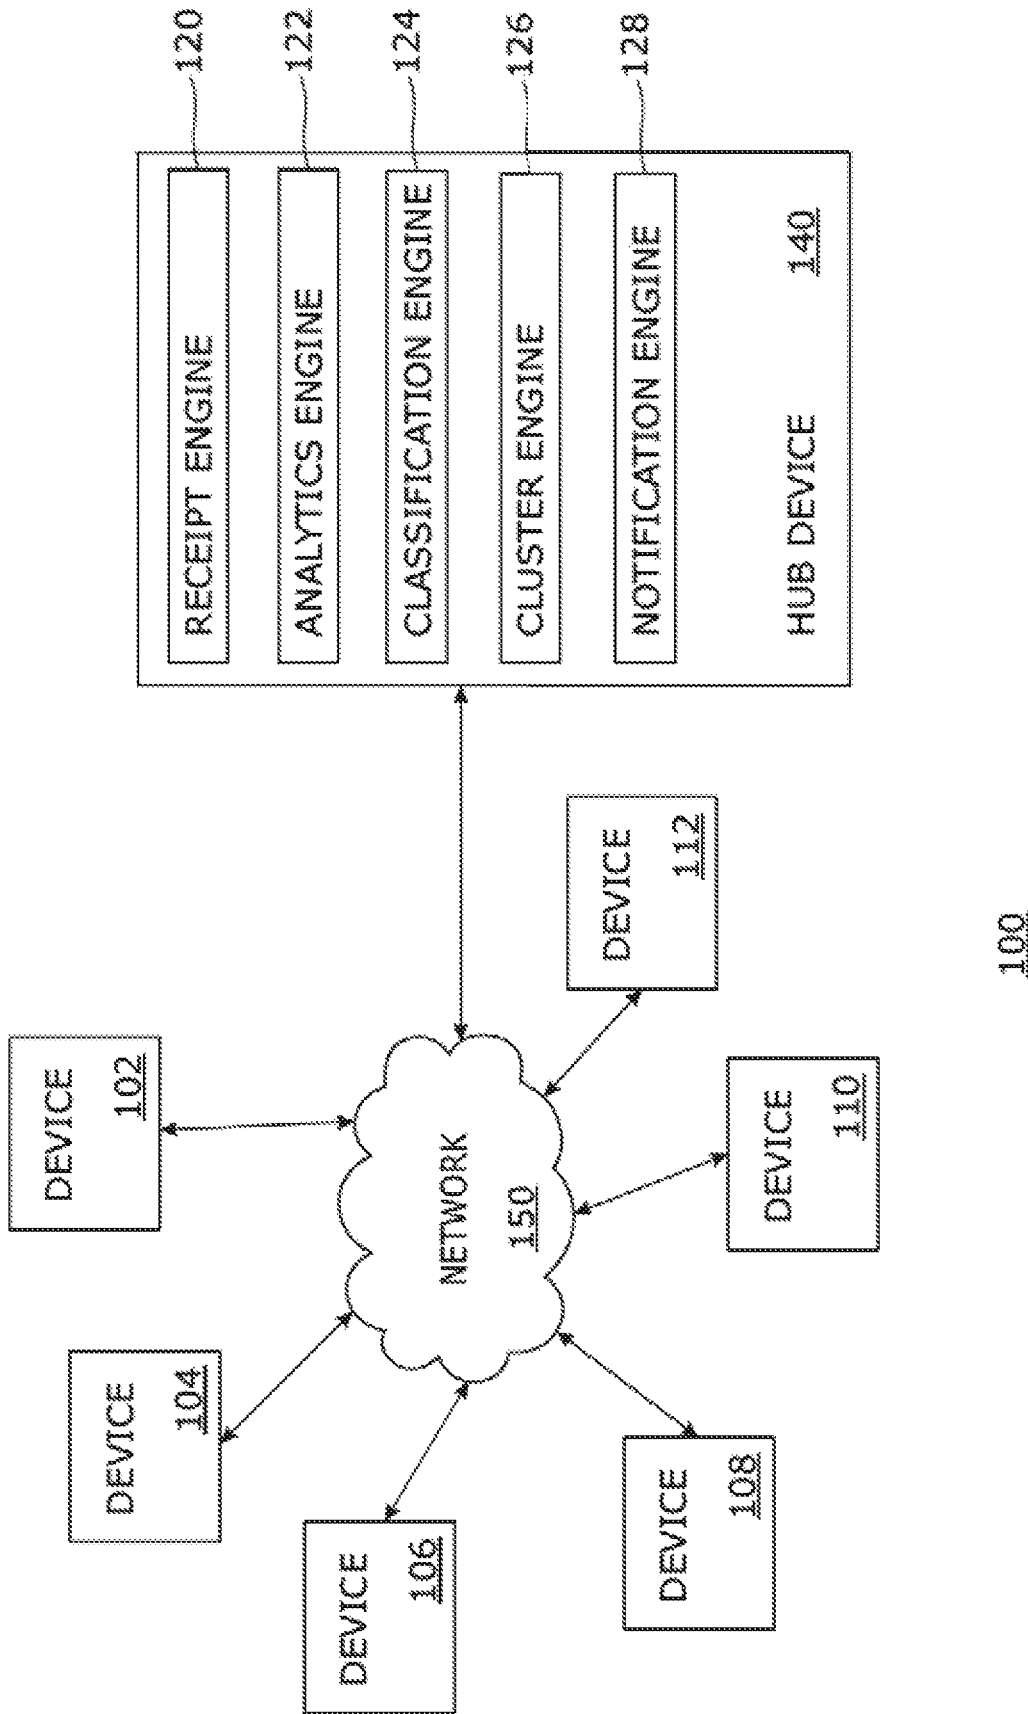 DEVICE
102
DEVICE
104
DEVICE
106
DEVICE
108
DEVICE
110
DEVICE
112
NETWORK
150
RECEIPT ENGINE
120
ANALYTICS ENGINE
122
CLASSIFICATION ENGINE
124
CLUSTER ENGINE
126
NOTIFICATION ENGINE
128
HUB DEVICE
140
100